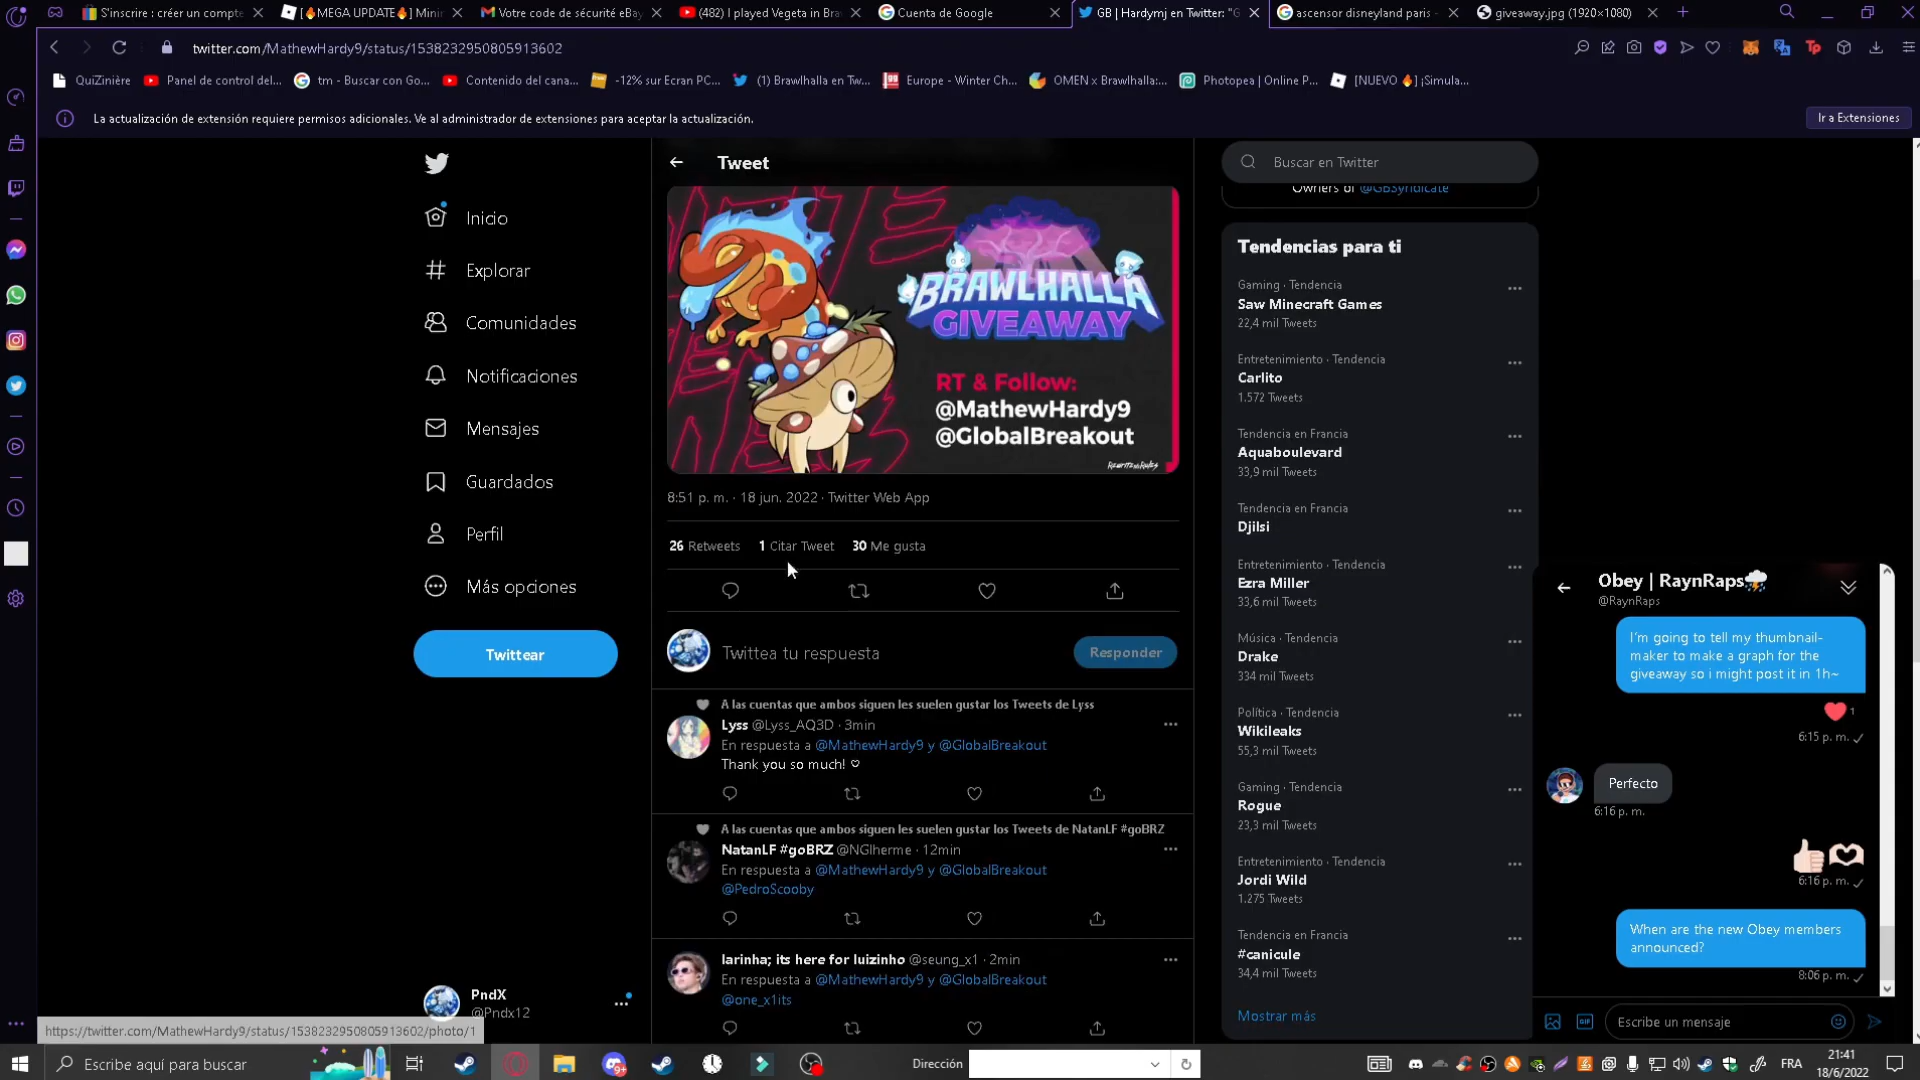 S'inscrire : créer un compte
[🔥MEGA UPDATE🔥] Mini
Votre code de sécurité eBay
(482) I played Vegeta in Bra
Cuenta de Google
GB | Hardymj en Twitter: "G
ascensor disneyland paris -
giveaway.jpg (1920×1080)
twitter.com/MathewHardy9/status/1538232950805913602
QuiZinière
Panel de control del...
tm - Buscar con Go...
Contenido del cana...
-12% sur Ecran PC...
(1) Brawlhalla en Tw...
Europe - Winter Ch...
OMEN x Brawlhalla:...
Photopea | Online P...
[NUEVO 🔥] ¡Simula...
La actualización de extensión requiere permisos adicionales. Ve al administrador de extensiones para aceptar la actualización.
Ir a Extensiones
Inicio
Explorar
Comunidades
Notificaciones
Mensajes
Guardados
Perfil
Más opciones
Twittear
PndX
@Pndx12
https://twitter.com/MathewHardy9/status/1538232950805913602/photo/1
Tweet
BRAWLHALLA
GIVEAWAY
RT & Follow:
@MathewHardy9
@GlobalBreakout
8:51 p. m. · 18 jun. 2022 · Twitter Web App
26 Retweets 1 Citar Tweet 30 Me gusta
Twittea tu respuesta
Responder
A las cuentas que ambos siguen les suelen gustar los Tweets de Lyss
Lyss @Lyss_AQ3D · 3min
En respuesta a @MathewHardy9 y @GlobalBreakout
Thank you so much! ♡
A las cuentas que ambos siguen les suelen gustar los Tweets de NatanLF #goBRZ
NatanLF #goBRZ @NGlherme · 12min
En respuesta a @MathewHardy9 y @GlobalBreakout
@PedroScooby
larinha; its here for luizinho @seung_x1 · 2min
En respuesta a @MathewHardy9 y @GlobalBreakout
@one_x1its
Buscar en Twitter
Owners of @GBSyndicate
Tendencias para ti
Gaming · Tendencia
Saw Minecraft Games
22,4 mil Tweets
Entretenimiento · Tendencia
Carlito
1.572 Tweets
Tendencia en Francia
Aquaboulevard
33,9 mil Tweets
Tendencia en Francia
Djilsi
Entretenimiento · Tendencia
Ezra Miller
33,6 mil Tweets
Música · Tendencia
Drake
334 mil Tweets
Política · Tendencia
Wikileaks
55,3 mil Tweets
Gaming · Tendencia
Rogue
23,3 mil Tweets
Entretenimiento · Tendencia
Jordi Wild
1.275 Tweets
Tendencia en Francia
#canicule
34,4 mil Tweets
Mostrar más
Obey | RaynRaps⛈️
@RaynRaps
I'm going to tell my thumbnail-
maker to make a graph for the
giveaway so i might post it in 1h~
❤️ 1
6:15 p. m.
Perfecto
6:16 p. m.
6:16 p. m.
When are the new Obey members
announced?
8:06 p. m.
Escribe un mensaje
Escribe aquí para buscar
Dirección
FRA
21:41
18/6/2022